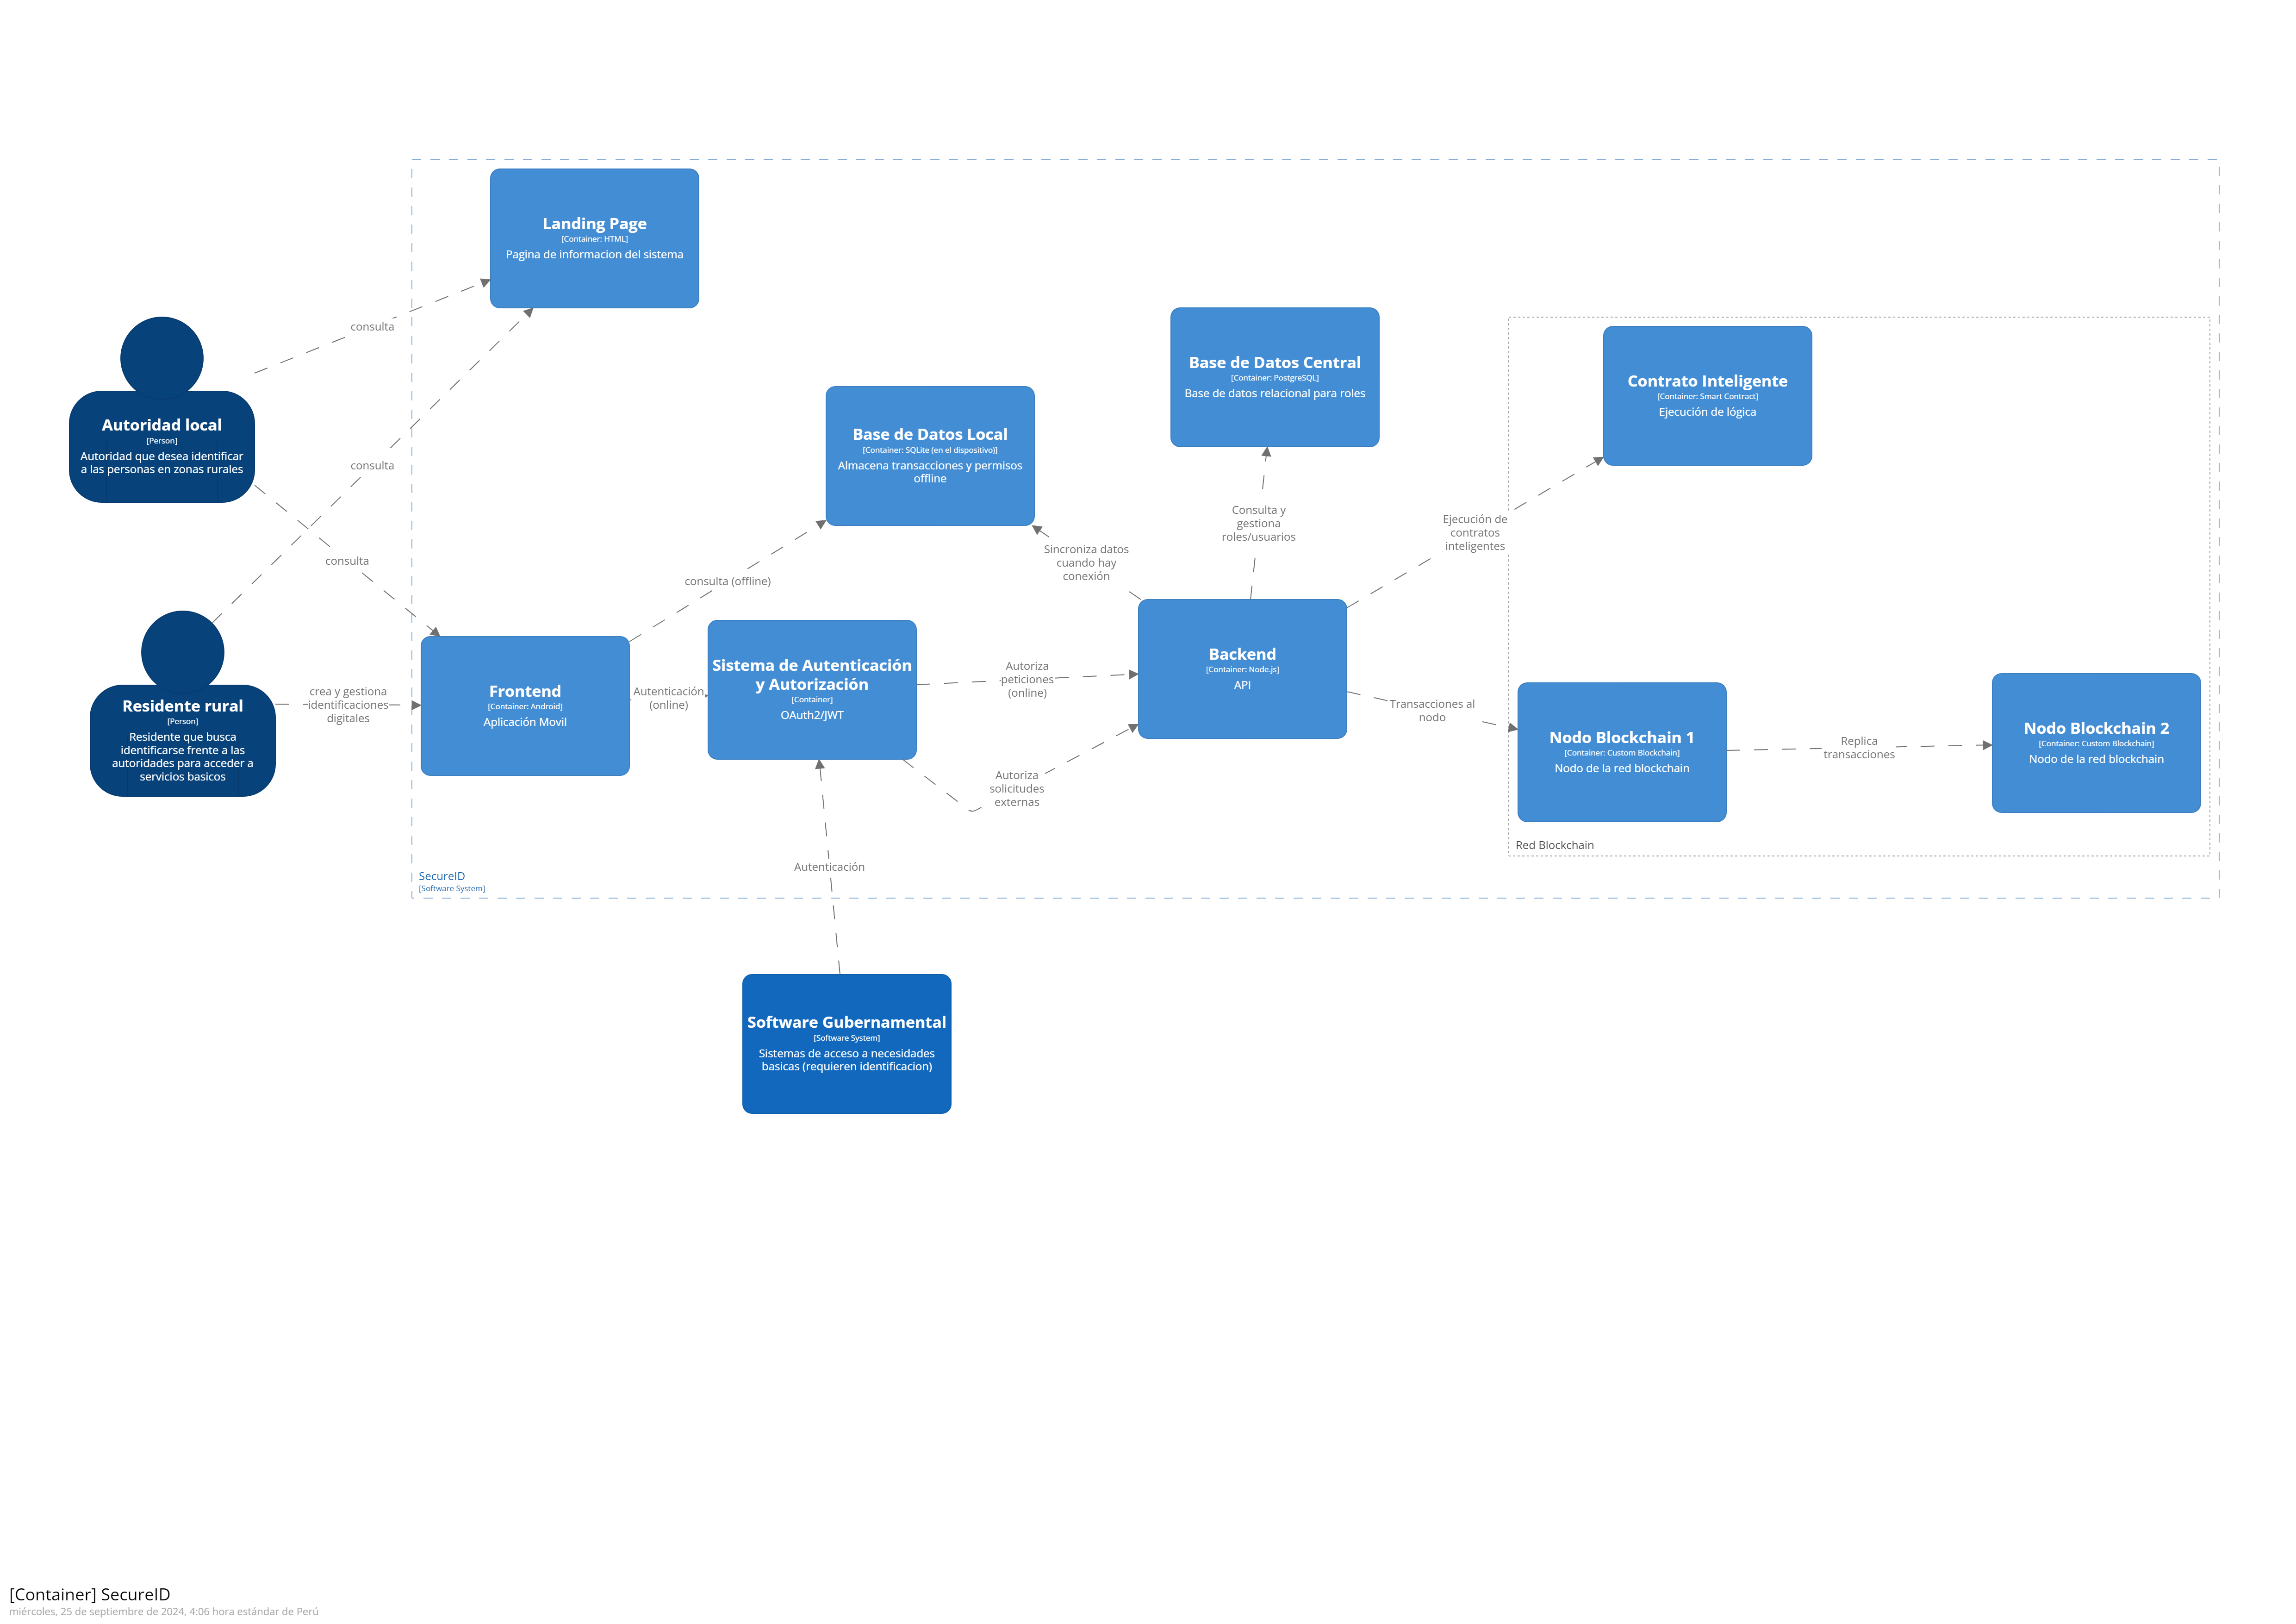 Landing Page
[Container: HTML]
Pagina de informacion del sistema
consulta
Autoridad local
[Person]
Autoridad que desea identificar
a las personas en zonas rurales
consulta
consulta
Base de Datos Local
[Container: SQLite (en el dispositivo)]
Almacena transacciones y permisos
offline
Base de Datos Central
[Container: PostgreSQL]
Base de datos relacional para roles
Contrato Inteligente
[Container: Smart Contract]
Ejecución de lógica
Consulta y
gestiona
roles/usuarios
Ejecución de
contratos
inteligentes
Sincroniza datos
cuando hay
conexión
consulta (offline)
Residente rural
[Person]
Residente que busca
identificarse frente a las
autoridades para acceder a
servicios basicos
crea y gestiona
identificaciones
digitales
Frontend
[Container: Android]
Aplicación Movil
Autenticación
(online)
Sistema de Autenticación
y Autorización
[Container]
OAuth2/JWT
Autoriza
peticiones
(online)
Backend
[Container: Node.js]
API
Autoriza
solicitudes
externas
Transacciones al
nodo
Nodo Blockchain 1
[Container: Custom Blockchain]
Nodo de la red blockchain
Replica
transacciones
Nodo Blockchain 2
[Container: Custom Blockchain]
Nodo de la red blockchain
Red Blockchain
Autenticación
SecureID
[Software System]
Software Gubernamental
[Software System]
Sistemas de acceso a necesidades
basicas (requieren identificacion)
[Container] SecureID
miércoles, 25 de septiembre de 2024, 4:06 hora estándar de Perú